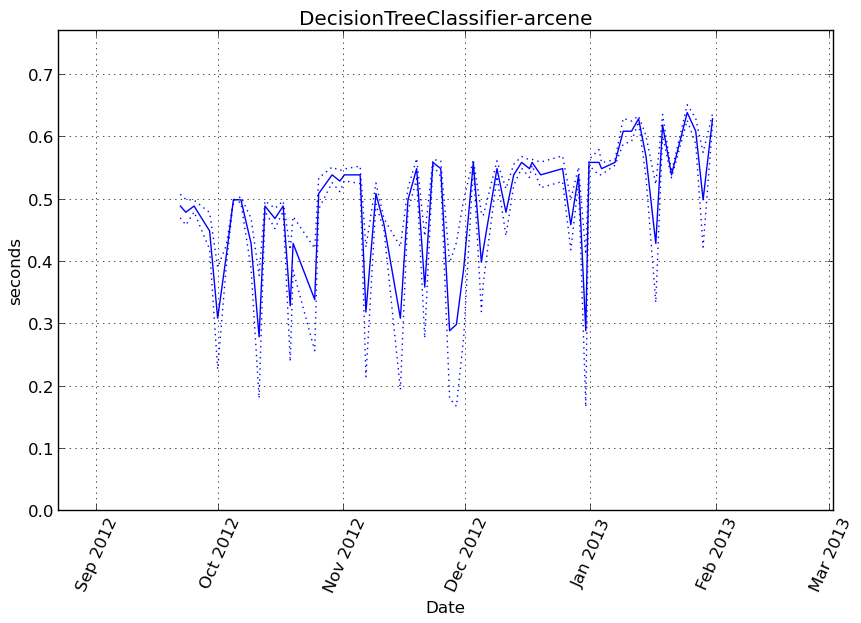 DecisionTreeClassifier-arcene
0.7
0.6
0.5
0.4
0.3
0.2
0.1
0.0
seconds
Sep 2012
Oct 2012
Nov 2012
Dec 2012
Jan 2013
Feb 2013
Mar 2013
Date